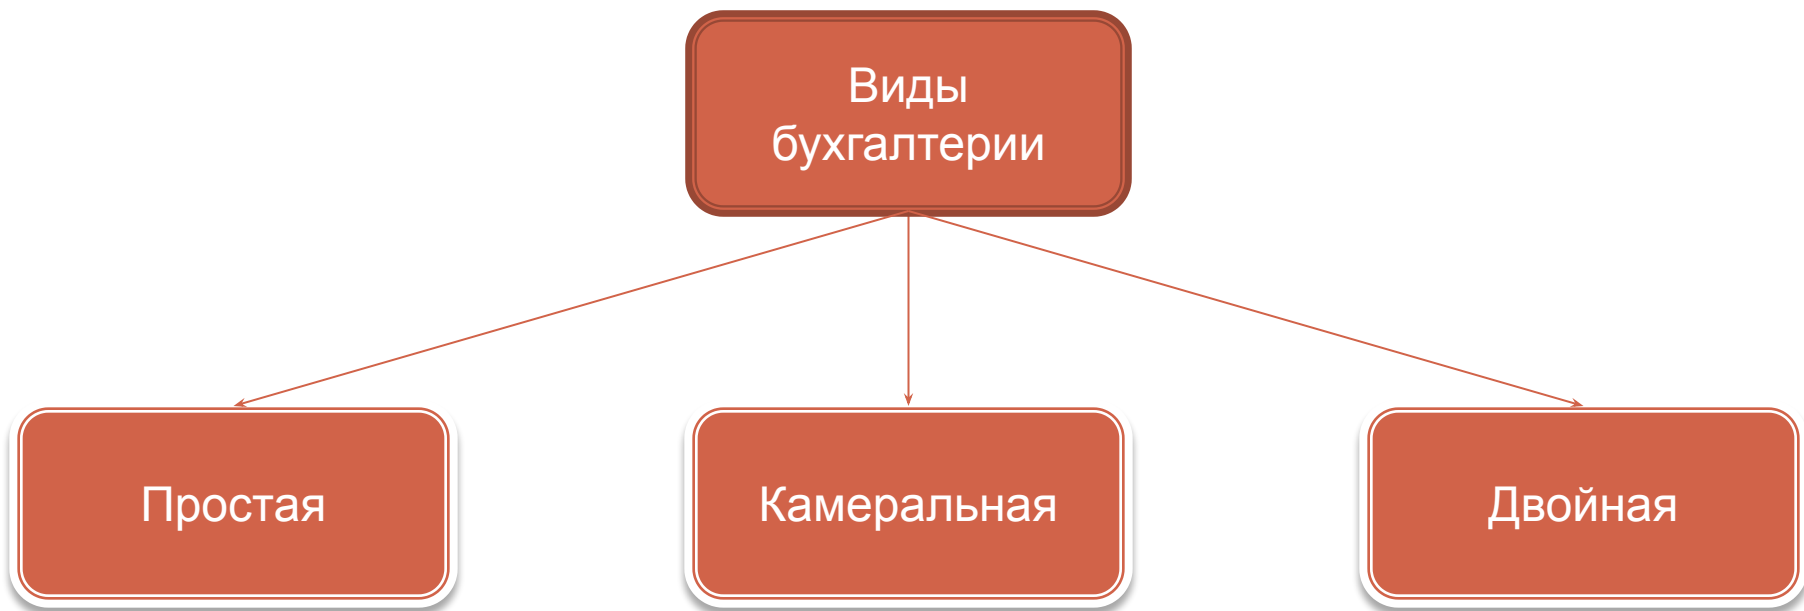 Виды
бухгалтерии
Простая
Камеральная
Двойная